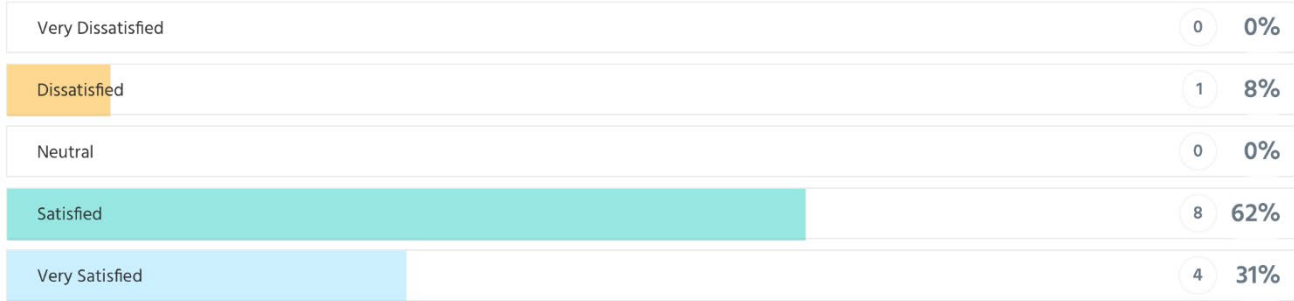 Very Dissatisfied 0 0%
Dissatisfied 1 8%
Neutral 0 0%
Satisfied 8 62%
Very Satisfied 4 31%